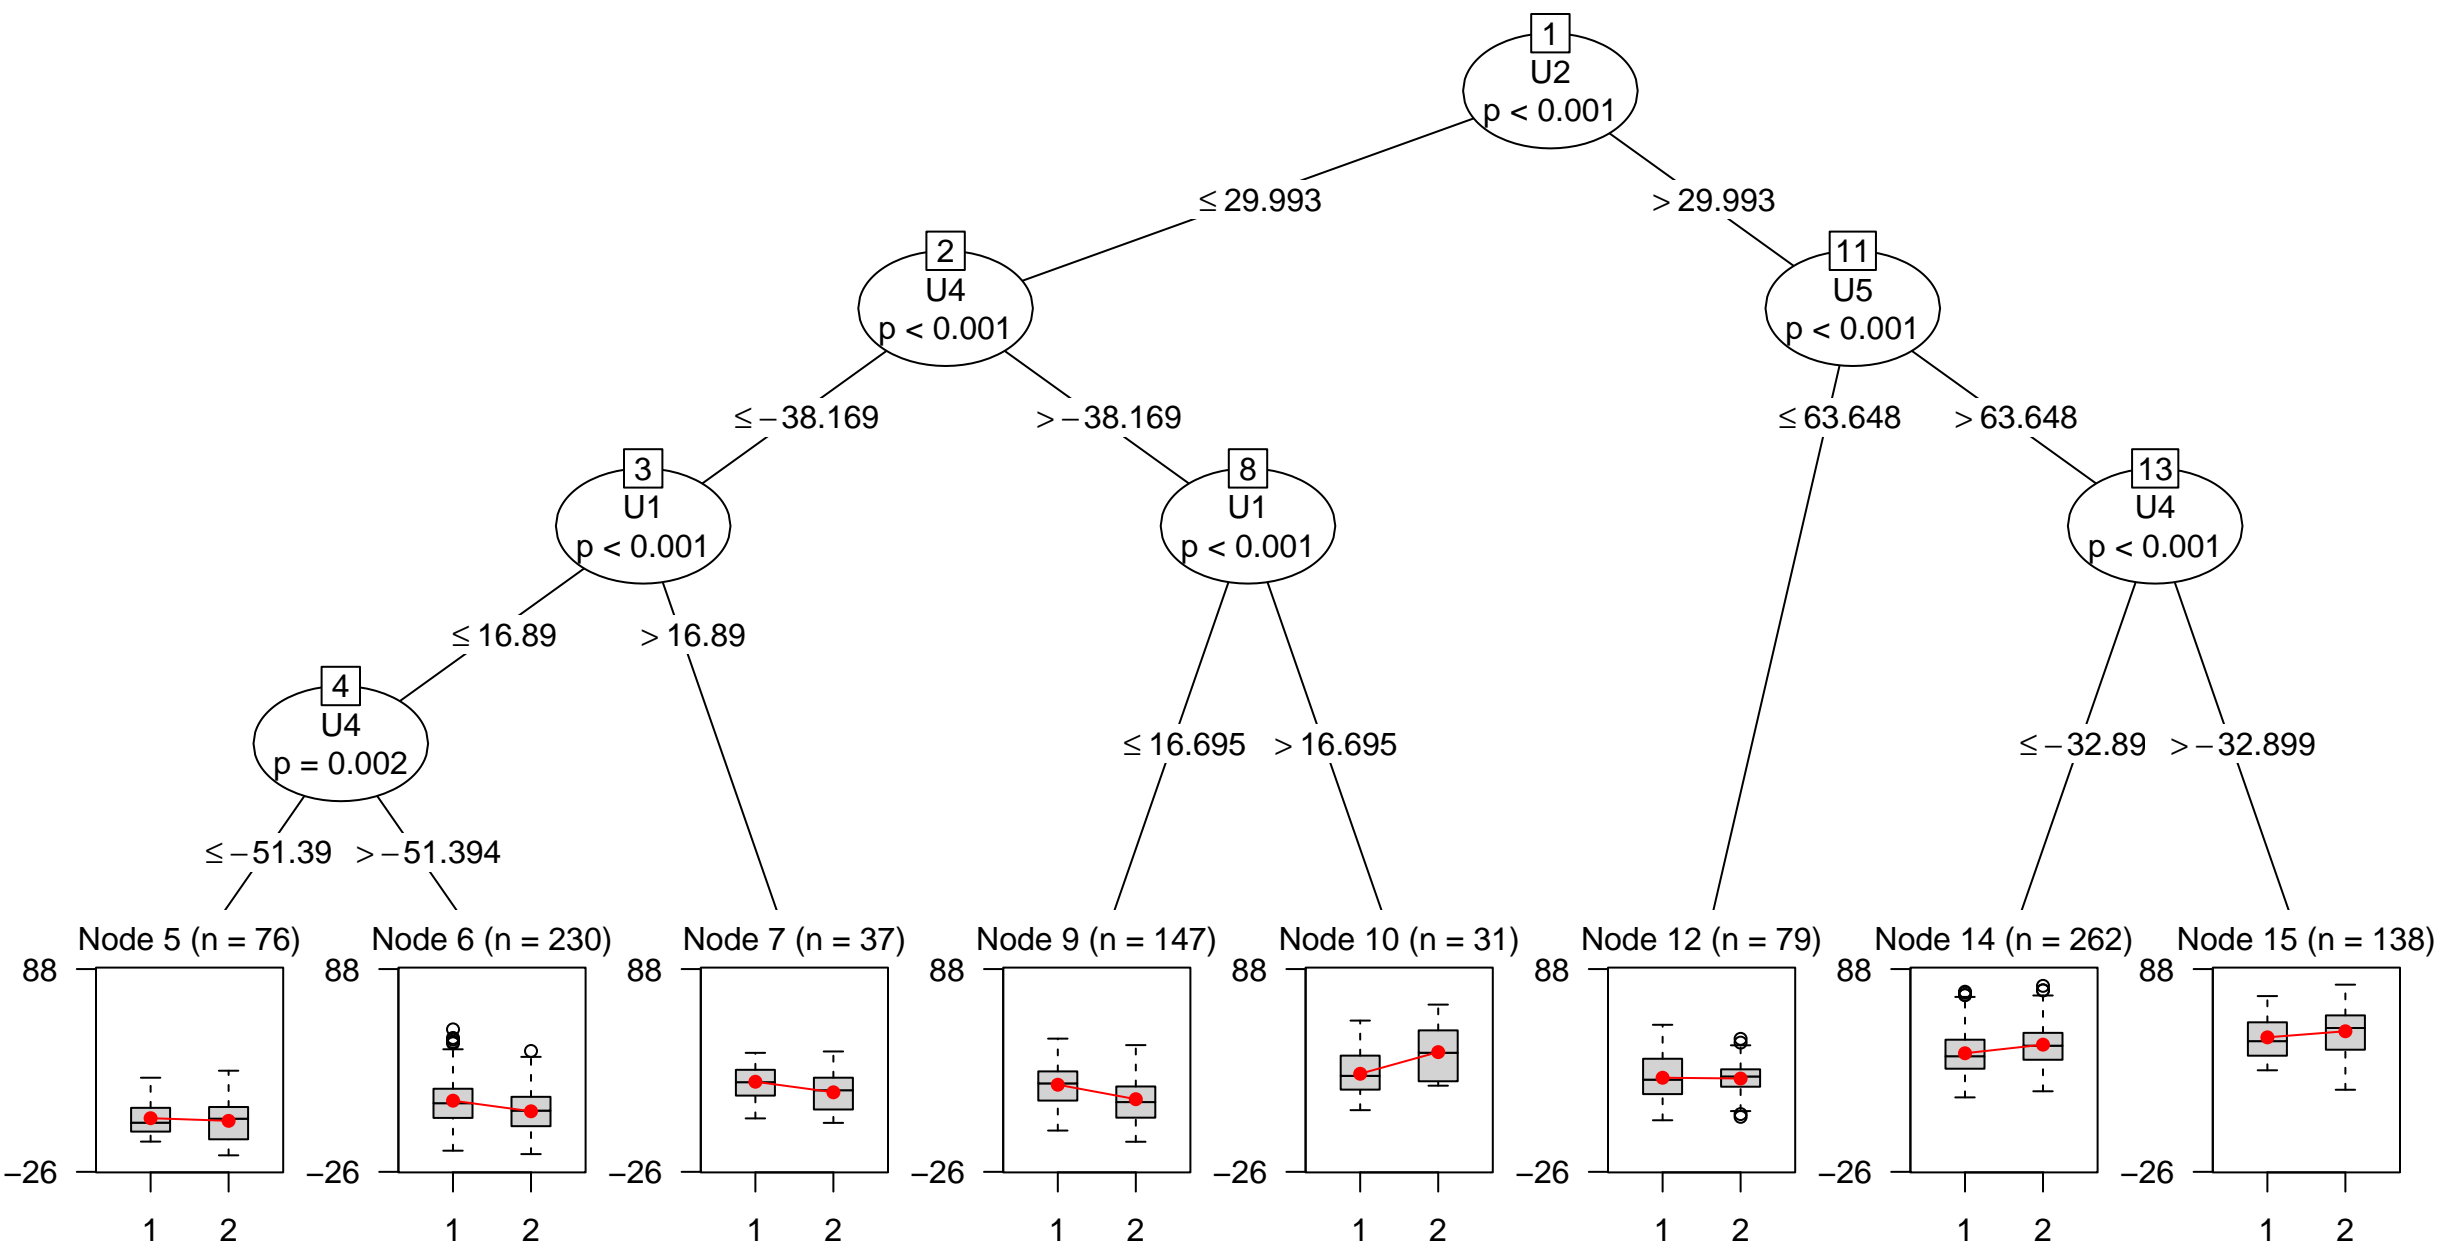 1
U2
p < 0.001
≤ 29.993
> 29.993
2
U4
p < 0.001
11
U5
p < 0.001
≤ −38.169
> −38.169
≤ 63.648
> 63.648
3
U1
p < 0.001
8
U1
p < 0.001
13
U4
p < 0.001
≤ 16.89
> 16.89
4
U4
p = 0.002
≤ 16.695
> 16.695
≤ −32.89
> −32.899
≤ −51.39
> −51.394
Node 5 (n = 76)
Node 6 (n = 230)
Node 7 (n = 37)
Node 9 (n = 147)
Node 10 (n = 31)
Node 12 (n = 79)
Node 14 (n = 262)
Node 15 (n = 138)
88
88
88
88
88
88
88
88
−26
−26
−26
−26
−26
−26
−26
−26
1 2
1 2
1 2
1 2
1 2
1 2
1 2
1 2